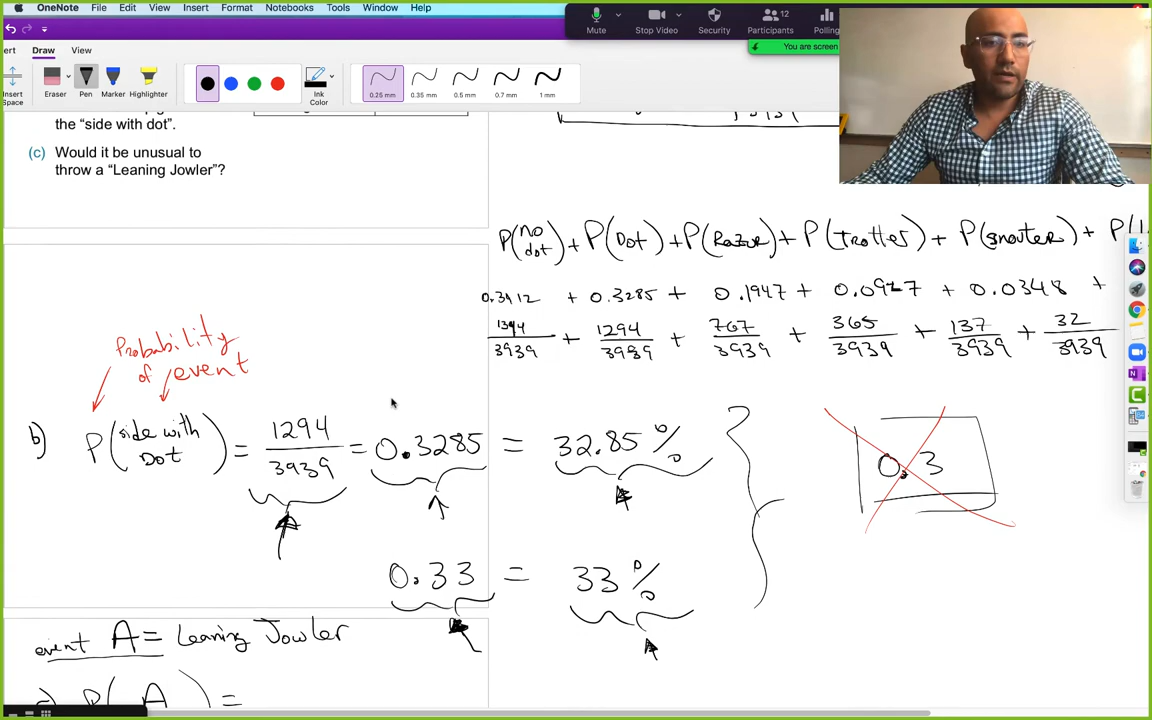 OneNote File Edit View Insert Format Notebooks Tools Window Help
Mute Stop Video Security 12 Participants Polling
You are screen
ert Draw View
Insert Space Eraser Pen Marker Highlighter Ink Color 0.25 mm 0.35 mm 0.5 mm 0.7 mm 1 mm
the "side with dot".
(c) Would it be unusual to
throw a "Leaning Jowler"?
P(no dot) + P(Dot) + P(Razor) + P(Trotter) + P(snouter) + P(
0.3912 + 0.3285 + 0.1947 + 0.0927 + 0.0348 +
1344/3939 + 1294/3939 + 767/3939 + 365/3939 + 137/3939 + 32/3939
Probability
of event
b) P(side with Dot) = 1294/3939 = 0.3285 = 32.85%
0.3
0.33 = 33%
event A = Leaning Jowler
P(A) =